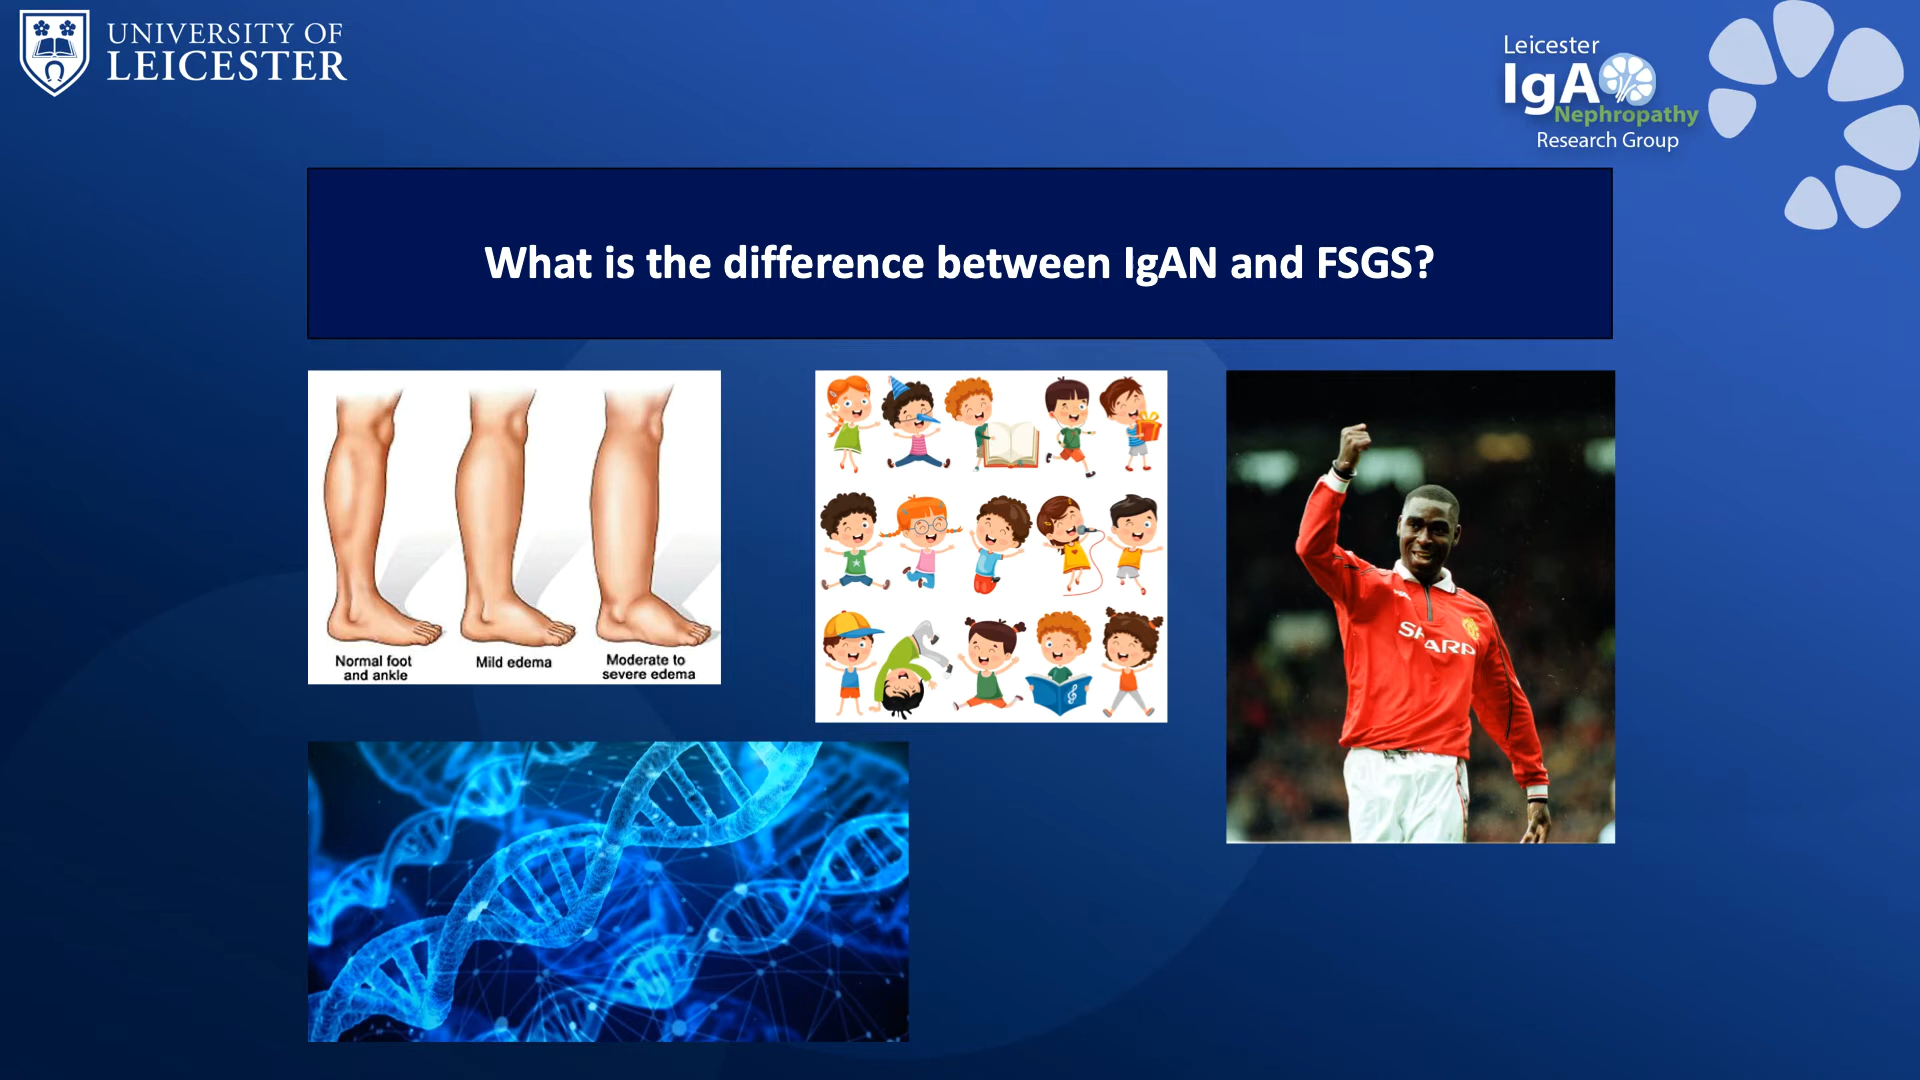 UNIVERSITY OF
LEICESTER
Leicester
IgA
Nephropathy
Research Group
What is the difference between IgAN and FSGS?
Normal foot
and ankle
Mild edema
Moderate to
severe edema
SHARP